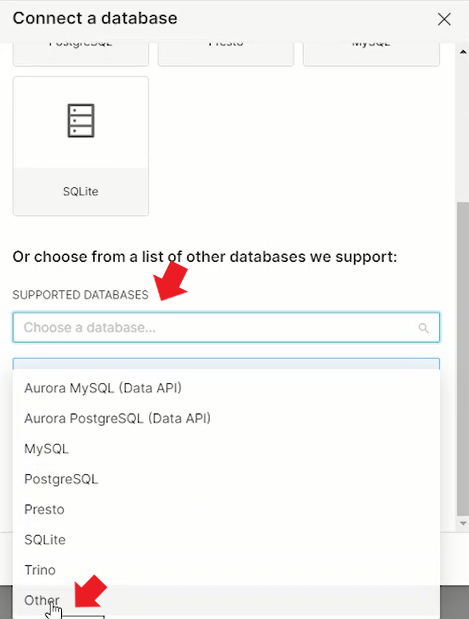 Connect a database
PostgreSQL Presto MySQL
SQLite
Or choose from a list of other databases we support:
SUPPORTED DATABASES
Choose a database...
Aurora MySQL (Data API)
Aurora PostgreSQL (Data API)
MySQL
PostgreSQL
Presto
SQLite
Trino
Other